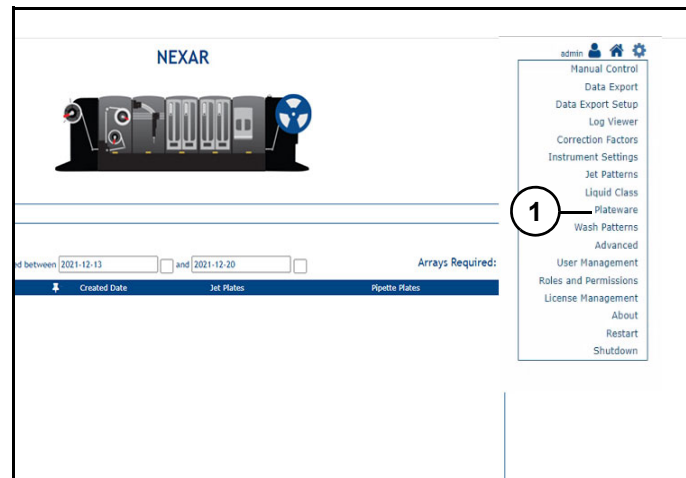 NEXAR
admin
Manual Control
Data Export
Data Export Setup
Log Viewer
Correction Factors
Instrument Settings
Jet Patterns
Liquid Class
1
Plateware
Wash Patterns
Advanced
User Management
Roles and Permissions
License Management
About
Restart
Shutdown
ed between 2021-12-13 and 2021-12-20 Arrays Required:
Created Date Jet Plates Pipette Plates